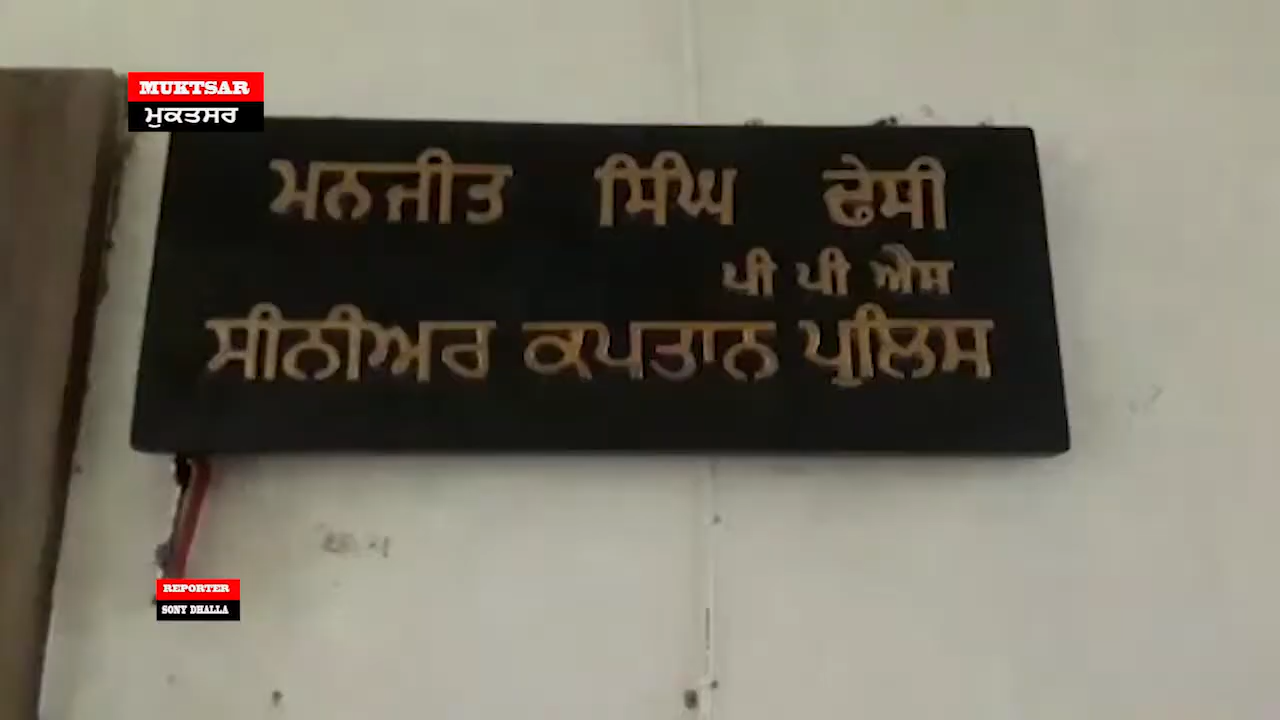 MUKTSAR
ਮੁਕਤਸਰ
ਮਨਜੀਤ ਸਿੰਘ ਢੇਸੀ
ਪੀ ਪੀ ਐਸ
ਸੀਨੀਅਰ ਕਪਤਾਨ ਪੁਲਿਸ
REPORTER
SONY DHALLA